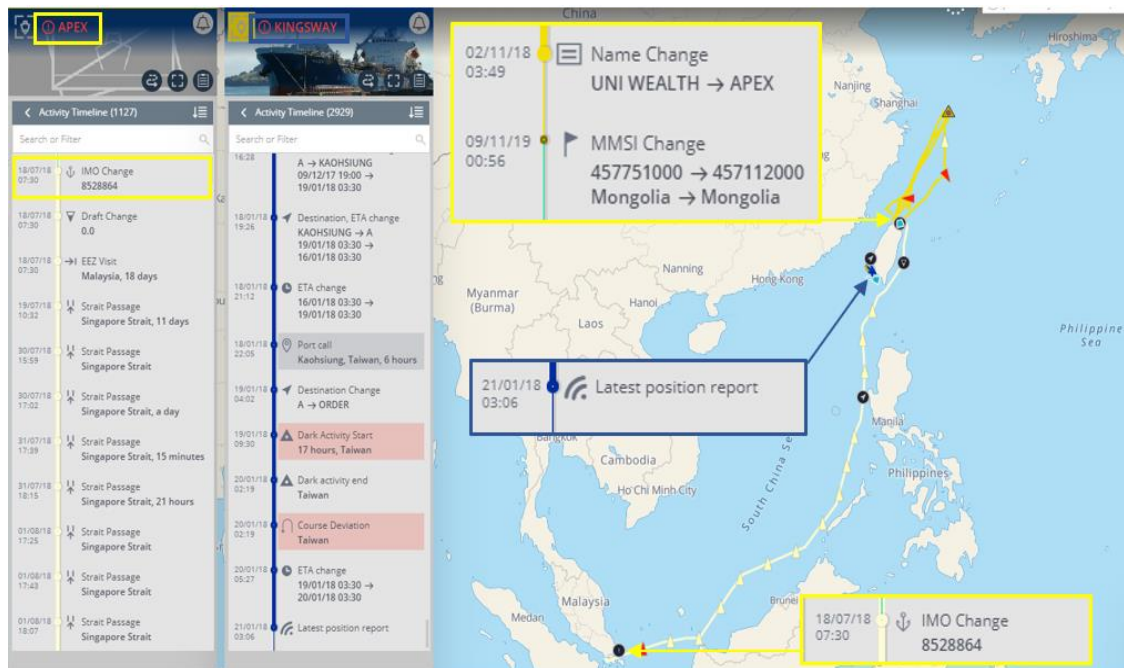 APEX
Activity Timeline (1127)
Search or Filter
18/07/18
07:30
IMO Change
8528864
18/07/18
07:30
Draft Change
0.0
18/07/18
07:30
EEZ Visit
Malaysia, 18 days
19/07/18
10:32
Strait Passage
Singapore Strait, 11 days
30/07/18
15:59
Strait Passage
Singapore Strait
30/07/18
17:02
Strait Passage
Singapore Strait, a day
31/07/18
17:39
Strait Passage
Singapore Strait, 15 minutes
31/07/18
18:15
Strait Passage
Singapore Strait, 21 hours
01/08/18
17:25
Strait Passage
Singapore Strait
01/08/18
17:43
Strait Passage
Singapore Strait
01/08/18
18:07
Strait Passage
Singapore Strait
KINGSWAY
Activity Timeline (2929)
Search or Filter
16:28
A → KAOHSIUNG
09/12/17 19:00 →
19/01/18 03:30
18/01/18
19:26
Destination, ETA change
KAOHSIUNG → A
19/01/18 03:30 →
16/01/18 03:30
18/01/18
21:12
ETA change
16/01/18 03:30 →
19/01/18 03:30
18/01/18
22:05
Port call
Kaohsiung, Taiwan, 6 hours
19/01/18
04:02
Destination Change
A → ORDER
19/01/18
09:30
Dark Activity Start
17 hours, Taiwan
20/01/18
02:19
Dark activity end
Taiwan
20/01/18
02:19
Course Deviation
Taiwan
20/01/18
05:27
ETA change
19/01/18 03:30 →
20/01/18 03:30
21/01/18
03:06
Latest position report
China
02/11/18
03:49
Name Change
UNI WEALTH → APEX
09/11/19
00:56
MMSI Change
457751000 → 457112000
Mongolia → Mongolia
Hiroshima
Nanjing
Shanghai
Nanning
Hong Kong
Myanmar
(Burma)
Hanoi
Laos
Philippine
Sea
21/01/18
03:06
Latest position report
Bangkok
Manila
Cambodia
Ho Chi Minh City
South China Sea
Philippines
Malaysia
Medan
Brunei
18/07/18
07:30
IMO Change
8528864